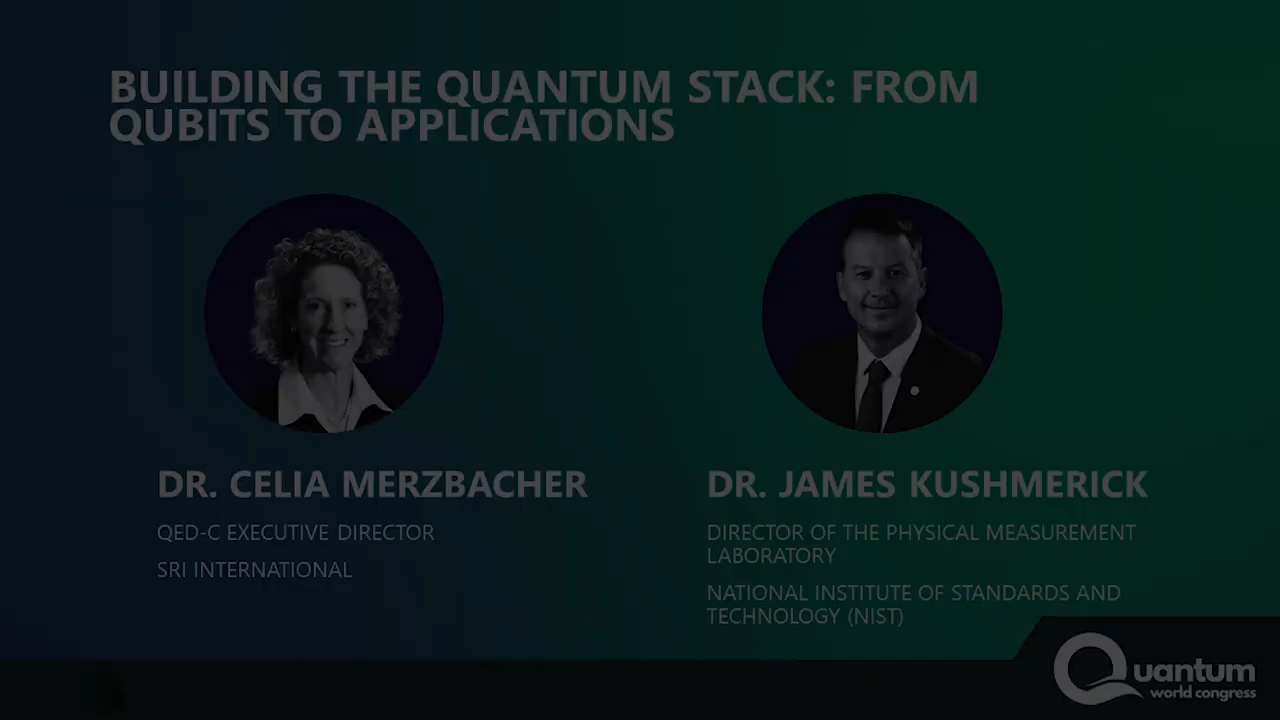 BUILDING THE QUANTUM STACK: FROM
QUBITS TO APPLICATIONS
DR. CELIA MERZBACHER
QED-C EXECUTIVE DIRECTOR
SRI INTERNATIONAL
DR. JAMES KUSHMERICK
DIRECTOR OF THE PHYSICAL MEASUREMENT
LABORATORY
NATIONAL INSTITUTE OF STANDARDS AND
TECHNOLOGY (NIST)
Quantum
world congress